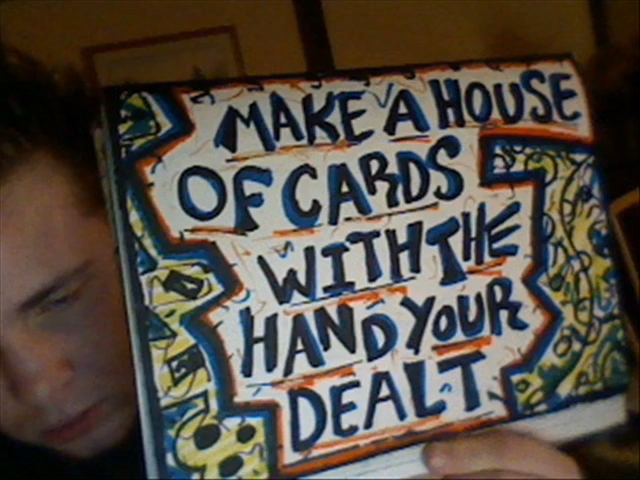 MAKE A HOUSE
OF CARDS
WITH THE
HAND YOUR
DEALT